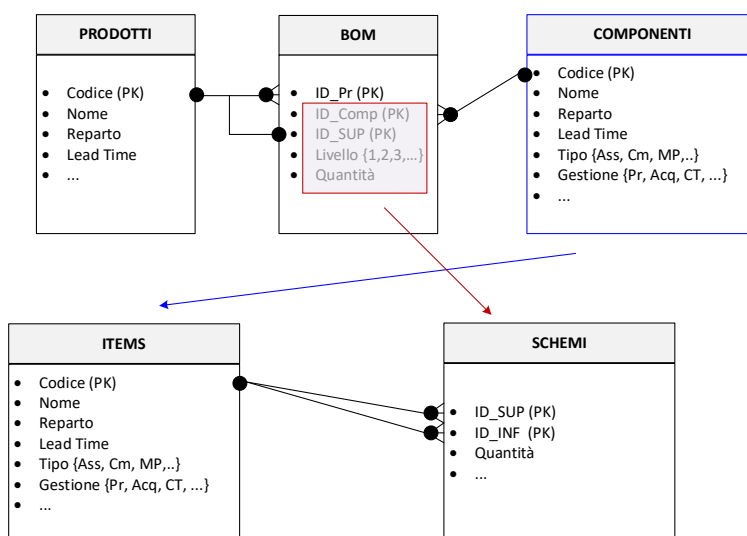 PRODOTTI
• Codice (PK)
• Nome
• Reparto
• Lead Time
• ...
BOM
• ID_Pr (PK)
• ID_Comp (PK)
• ID_SUP (PK)
• Livello {1,2,3,...}
• Quantità
COMPONENTI
• Codice (PK)
• Nome
• Reparto
• Lead Time
• Tipo {Ass, Cm, MP,..}
• Gestione {Pr, Acq, CT, ...}
• ...
ITEMS
• Codice (PK)
• Nome
• Reparto
• Lead Time
• Tipo {Ass, Cm, MP,..}
• Gestione {Pr, Acq, CT, ...}
• ...
SCHEMI
• ID_SUP (PK)
• ID_INF (PK)
• Quantità
• ...